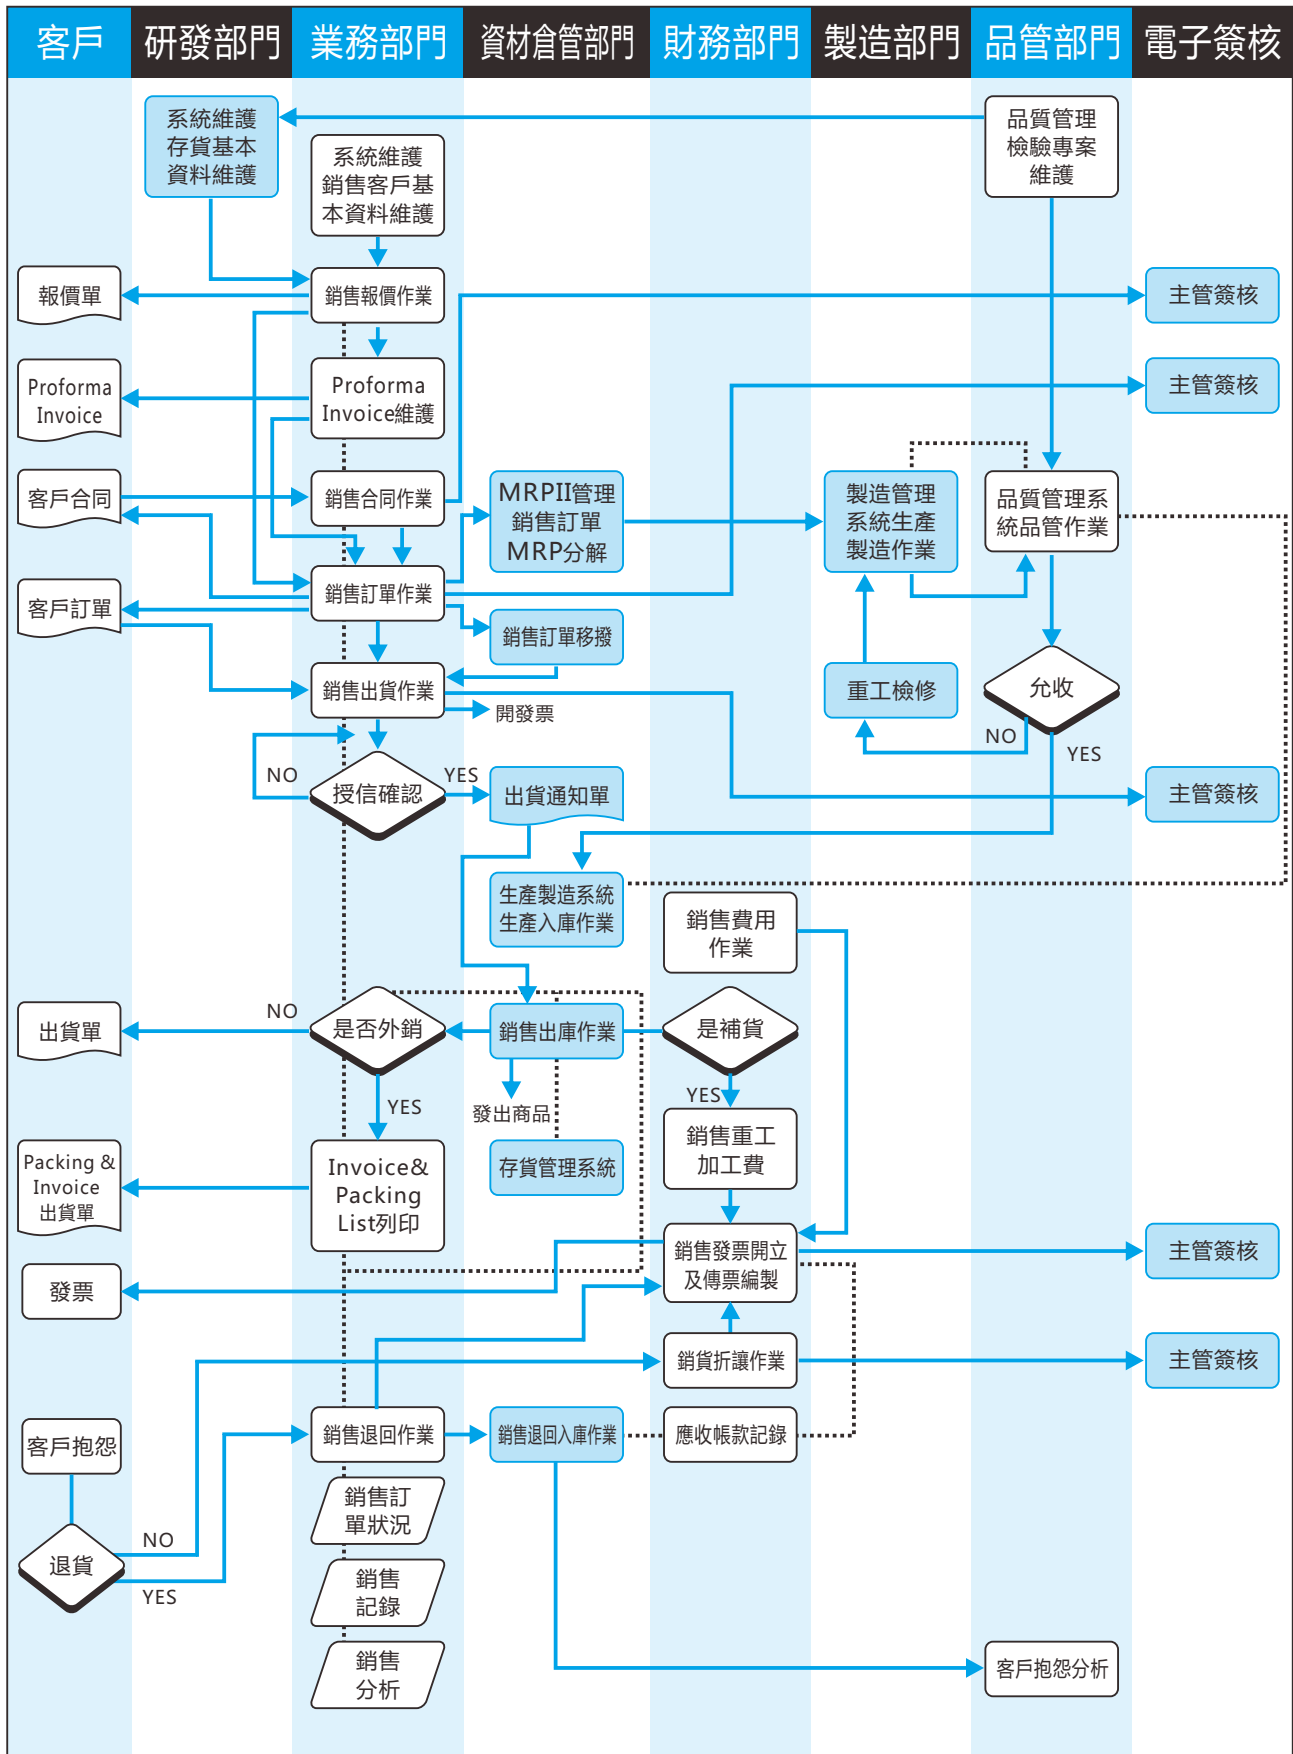 客戶
研發部門
業務部門
資材倉管部門
財務部門
製造部門
品管部門
電子簽核
系統維護
存貨基本
資料維護
系統維護
銷售客戶基
本資料維護
品質管理
檢驗專案
維護
報價單
銷售報價作業
主管簽核
Proforma
Invoice
Proforma
Invoice維護
主管簽核
客戶合同
銷售合同作業
MRPII管理
銷售訂單
MRP分解
製造管理
系統生產
製造作業
品質管理系
統品管作業
客戶訂單
銷售訂單作業
銷售訂單移撥
銷售出貨作業
開發票
重工檢修
允收
NO
YES
NO
授信確認
YES
出貨通知單
主管簽核
生產製造系統
生產入庫作業
銷售費用
作業
出貨單
NO
是否外銷
YES
銷售出庫作業
發出商品
是補貨
YES
存貨管理系統
銷售重工
加工費
Packing &
Invoice
出貨單
Invoice&
Packing
List列印
發票
銷售發票開立
及傳票編製
主管簽核
銷貨折讓作業
主管簽核
客戶抱怨
銷售退回作業
銷售退回入庫作業
應收帳款記錄
退貨
NO
YES
銷售訂
單狀況
銷售
記錄
銷售
分析
客戶抱怨分析